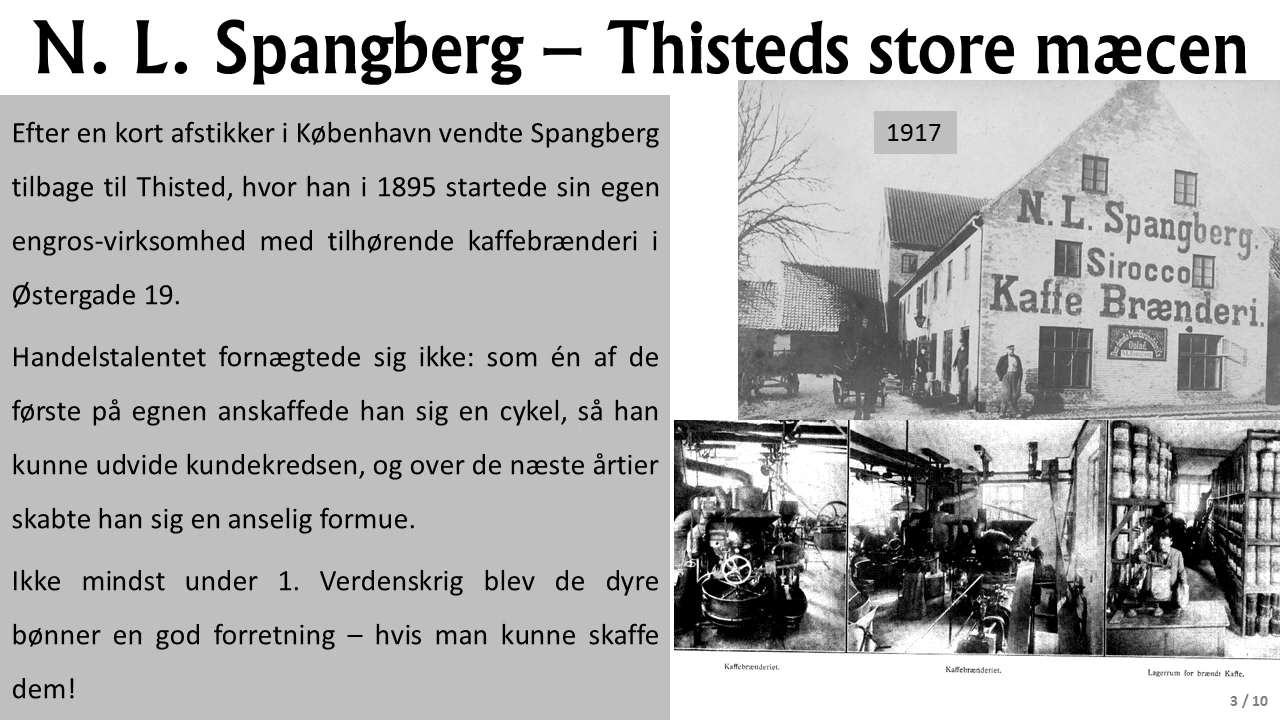 N. L. Spangberg – Thisteds store mæcen
Efter en kort afstikker i København vendte Spangberg
tilbage til Thisted, hvor han i 1895 startede sin egen
engros-virksomhed med tilhørende kaffebrænderi i
Østergade 19.
Handelstalentet fornægtede sig ikke: som én af de
første på egnen anskaffede han sig en cykel, så han
kunne udvide kundekredsen, og over de næste årtier
skabte han sig en anselig formue.
Ikke mindst under 1. Verdenskrig blev de dyre
bønner en god forretning – hvis man kunne skaffe
dem!
1917
N. L. Spangberg.
Sirocco
Kaffe Brænderi.
Oplag
Kaffebrænderiet.
Kaffebrænderiet.
Lagerrum for brændt Kaffe.
3 / 10